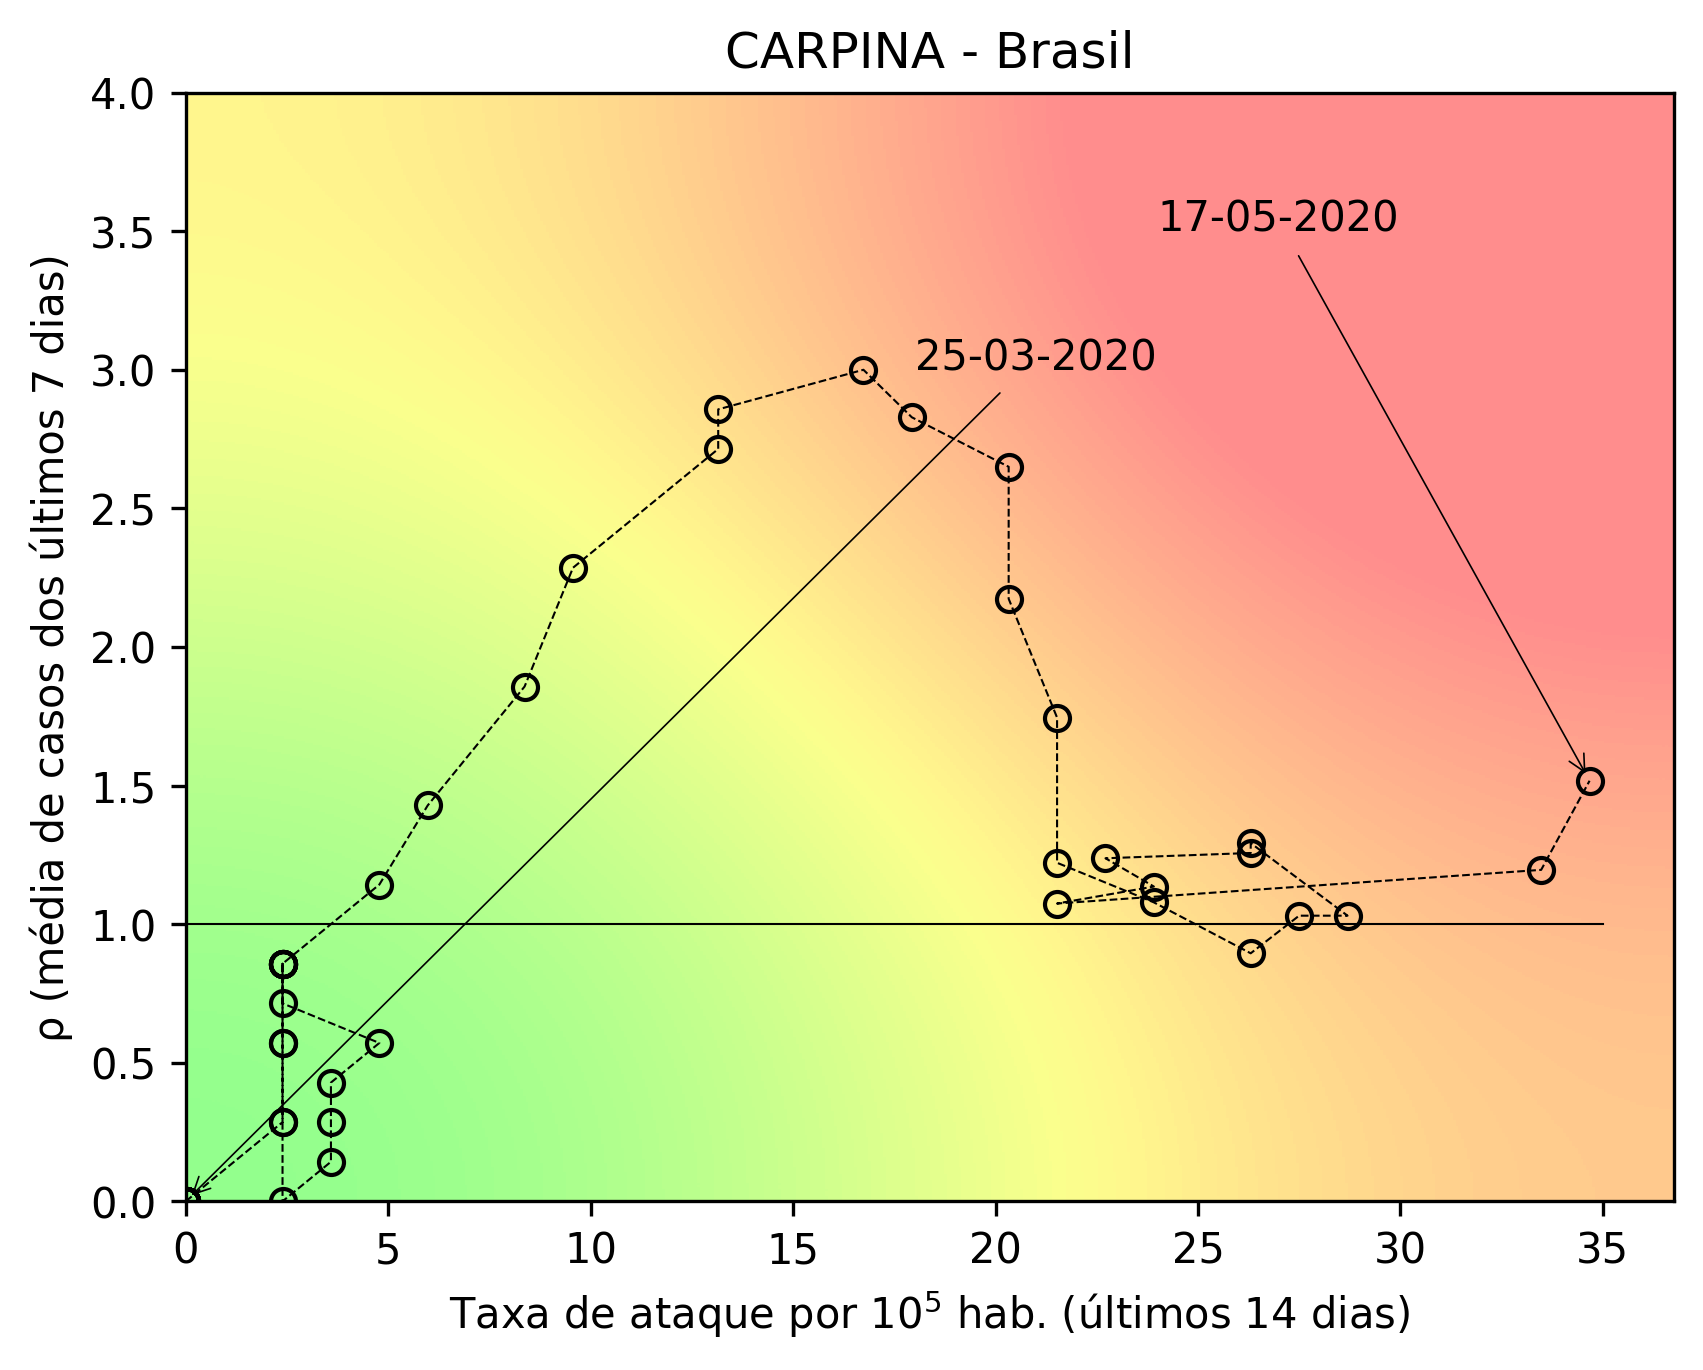 CARPINA - Brasil
4.0
3.5
3.0
2.5
2.0
1.5
1.0
0.5
0.0
ρ (média de casos dos últimos 7 dias)
17-05-2020
25-03-2020
0 5 10 15 20 25 30 35
Taxa de ataque por 10⁵ hab. (últimos 14 dias)